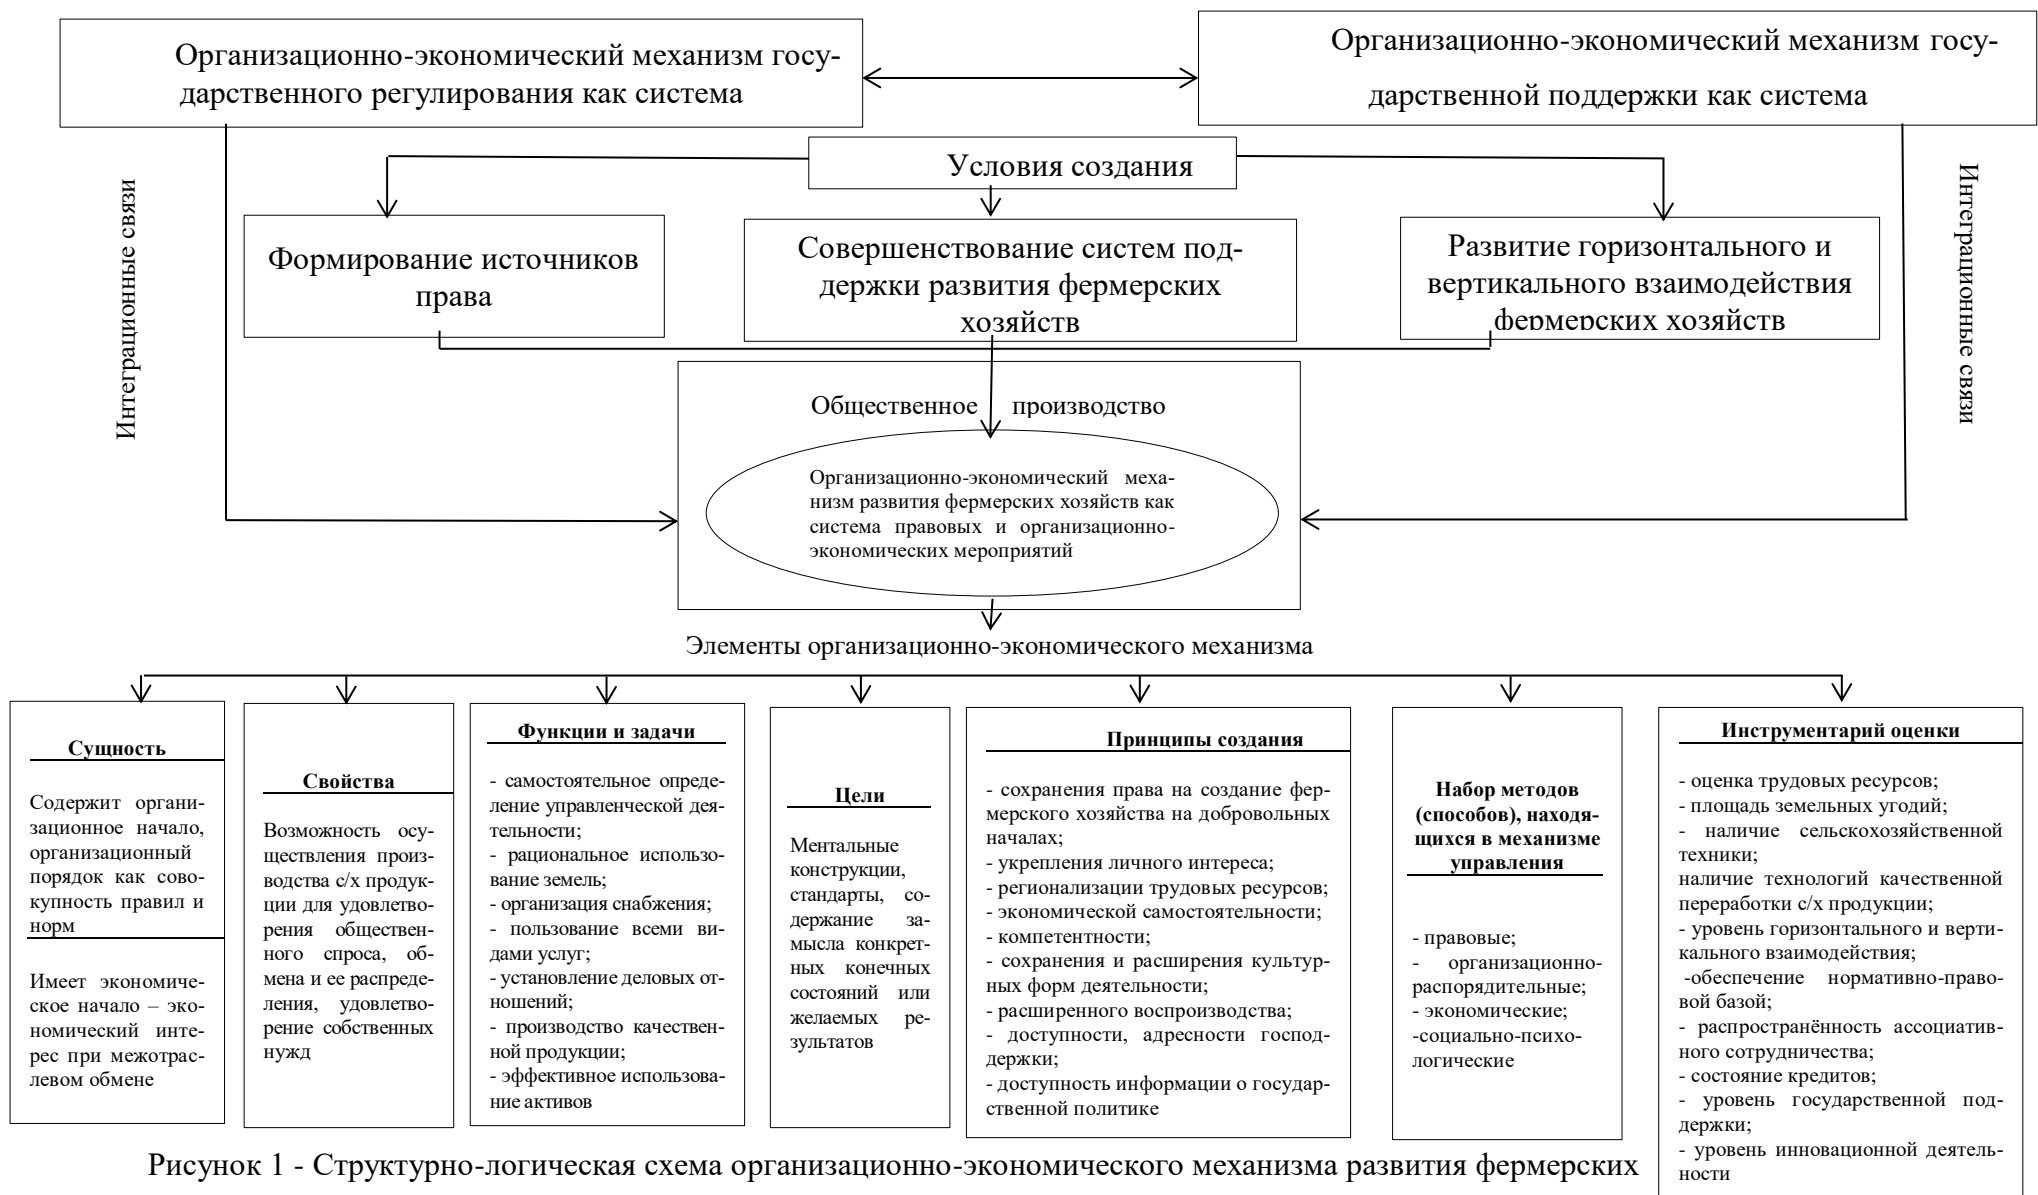 Организационно-экономический механизм госу-
дарственного регулирования как система
Организационно-экономический механизм госу-
дарственной поддержки как система
Условия создания
Интеграционные связи
Интеграционные связи
Формирование источников
права
Совершенствование систем под-
держки развития фермерских
хозяйств
Развитие горизонтального и
вертикального взаимодействия
фермерских хозяйств
Общественное производство
Организационно-экономический меха-
низм развития фермерских хозяйств как
система правовых и организационно-
экономических мероприятий
Элементы организационно-экономического механизма
Сущность
Содержит органи-
зационное начало,
организационный
порядок как сово-
купность правил и
норм
Имеет экономиче-
ское начало – эко-
номический инте-
рес при межотрас-
левом обмене
Свойства
Возможность осу-
ществления произ-
водства с/х продук-
ции для удовлетво-
рения обществен-
ного спроса, об-
мена и ее распреде-
ления, удовлетво-
рение собственных
нужд
Функции и задачи
- самостоятельное опреде-
ление управленческой дея-
тельности;
- рациональное использо-
вание земель;
- организация снабжения;
- пользование всеми ви-
дами услуг;
- установление деловых от-
ношений;
- производство качествен-
ной продукции;
- эффективное использова-
ние активов
Цели
Ментальные
конструкции,
стандарты, со-
держание за-
мысла конкрет-
ных конечных
состояний или
желаемых ре-
зультатов
Принципы создания
- сохранения права на создание фер-
мерского хозяйства на добровольных
началах;
- укрепления личного интереса;
- регионализации трудовых ресурсов;
- экономической самостоятельности;
- компетентности;
- сохранения и расширения культур-
ных форм деятельности;
- расширенного воспроизводства;
- доступности, адресности господ-
держки;
- доступность информации о государ-
ственной политике
Набор методов
(способов), находя-
щихся в механизме
управления
- правовые;
- организационно-
распорядительные;
- экономические;
-социально-психо-
логические
Инструментарий оценки
- оценка трудовых ресурсов;
- площадь земельных угодий;
- наличие сельскохозяйственной
техники;
наличие технологий качественной
переработки с/х продукции;
- уровень горизонтального и верти-
кального взаимодействия;
-обеспечение нормативно-право-
вой базой;
- распространённость ассоциатив-
ного сотрудничества;
- состояние кредитов;
- уровень государственной под-
держки;
- уровень инновационной деятель-
ности
Рисунок 1 - Структурно-логическая схема организационно-экономического механизма развития фермерских